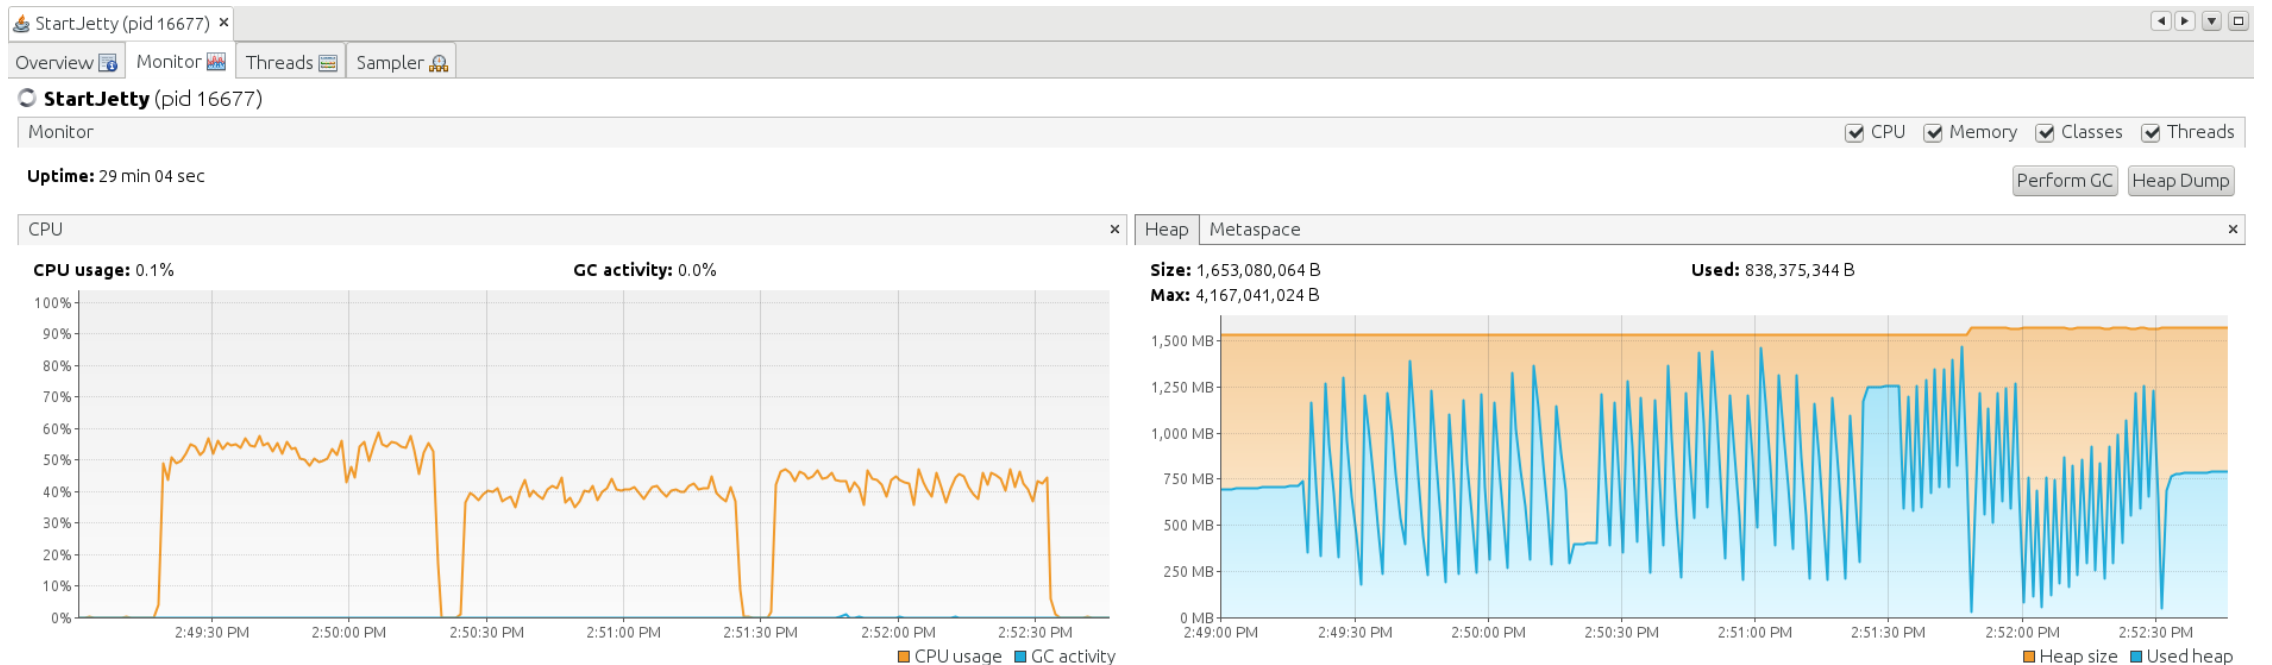 StartJetty (pid 16677) ×
Overview Monitor Threads Sampler
StartJetty (pid 16677)
Monitor CPU Memory Classes Threads
Uptime: 29 min 04 sec Perform GC Heap Dump
CPU ×
CPU usage: 0.1% GC activity: 0.0%
100%
90%
80%
70%
60%
50%
40%
30%
20%
10%
0%
2:49:30 PM 2:50:00 PM 2:50:30 PM 2:51:00 PM 2:51:30 PM 2:52:00 PM 2:52:30 PM
CPU usage GC activity
Heap Metaspace ×
Size: 1,653,080,064 B Used: 838,375,344 B
Max: 4,167,041,024 B
1,500 MB
1,250 MB
1,000 MB
750 MB
500 MB
250 MB
0 MB
2:49:00 PM 2:49:30 PM 2:50:00 PM 2:50:30 PM 2:51:00 PM 2:51:30 PM 2:52:00 PM 2:52:30 PM
Heap size Used heap